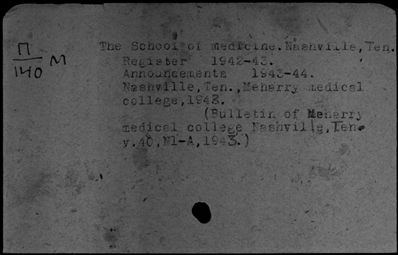 П
140 М
The School of medicine.Nashville,Ten.
Register 1942-43.
Announcements 1943-44.
Nashville,Ten.,Meharry medical
college,1943.
(Bulletin of Meharry
medical college Nashville,Ten.
v.40,N1-A,1943.)